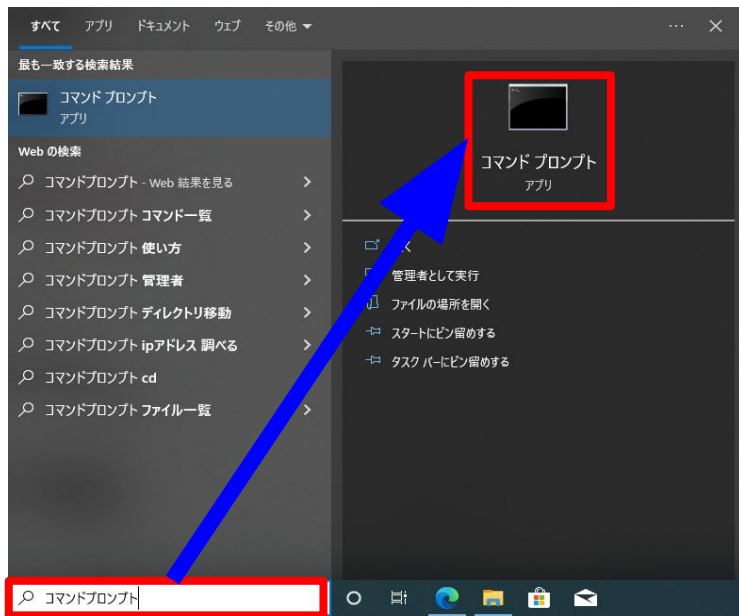 すべて アプリ ドキュメント ウェブ その他
最も一致する検索結果
コマンド プロンプト
アプリ
Web の検索
コマンドプロンプト - Web 結果を見る
コマンドプロンプト コマンド一覧
コマンドプロンプト 使い方
コマンドプロンプト 管理者
コマンドプロンプト ディレクトリ移動
コマンドプロンプト ipアドレス 調べる
コマンドプロンプト cd
コマンドプロンプト ファイル一覧
コマンドプロンプト
コマンド プロンプト
アプリ
く
管理者として実行
ファイルの場所を開く
スタートにピン留めする
タスク バーにピン留めする